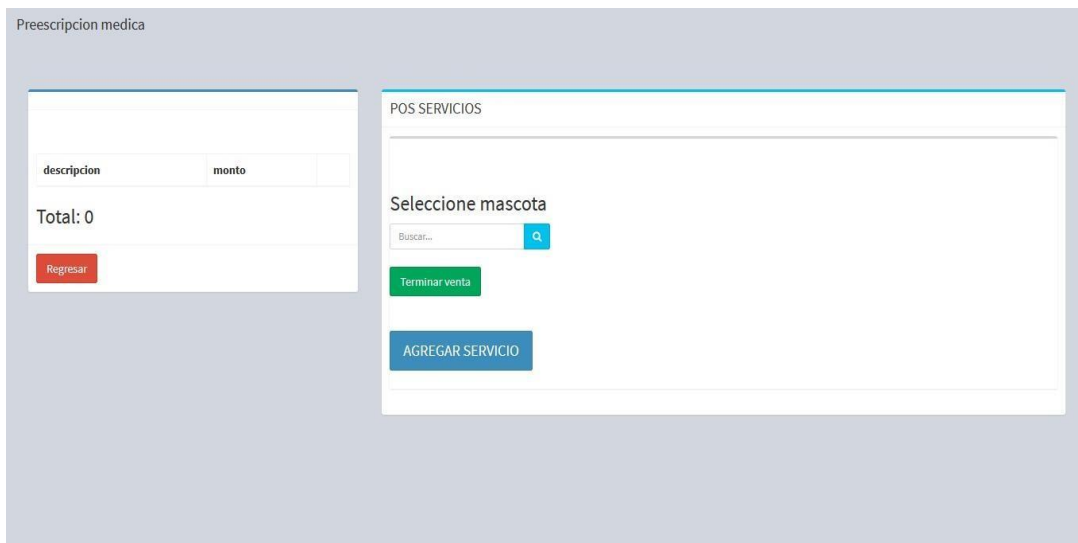 Preescripcion medica
descripcion monto
Total: 0
Regresar
POS SERVICIOS
Seleccione mascota
Buscar...
Terminar venta
AGREGAR SERVICIO